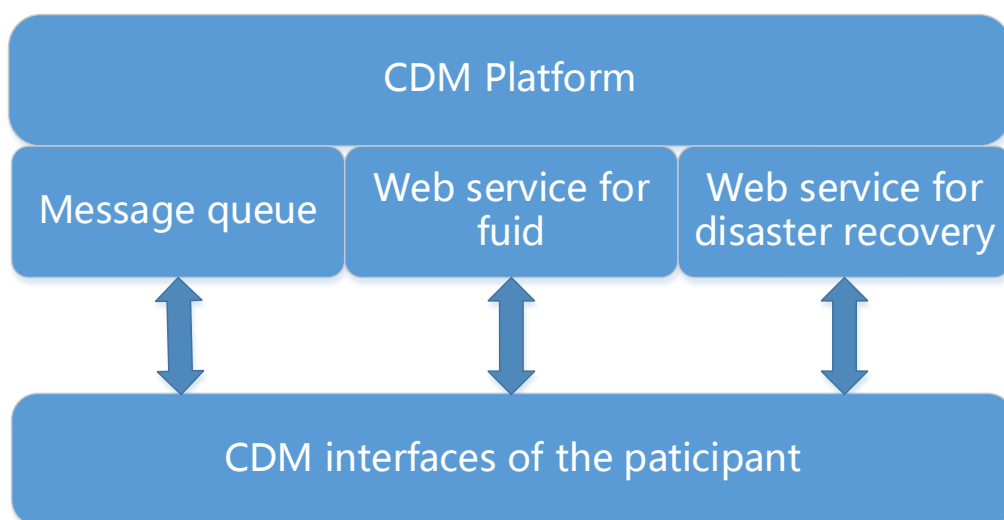 CDM Platform
Message queue
Web service for
fuid
Web service for
disaster recovery
CDM interfaces of the paticipant